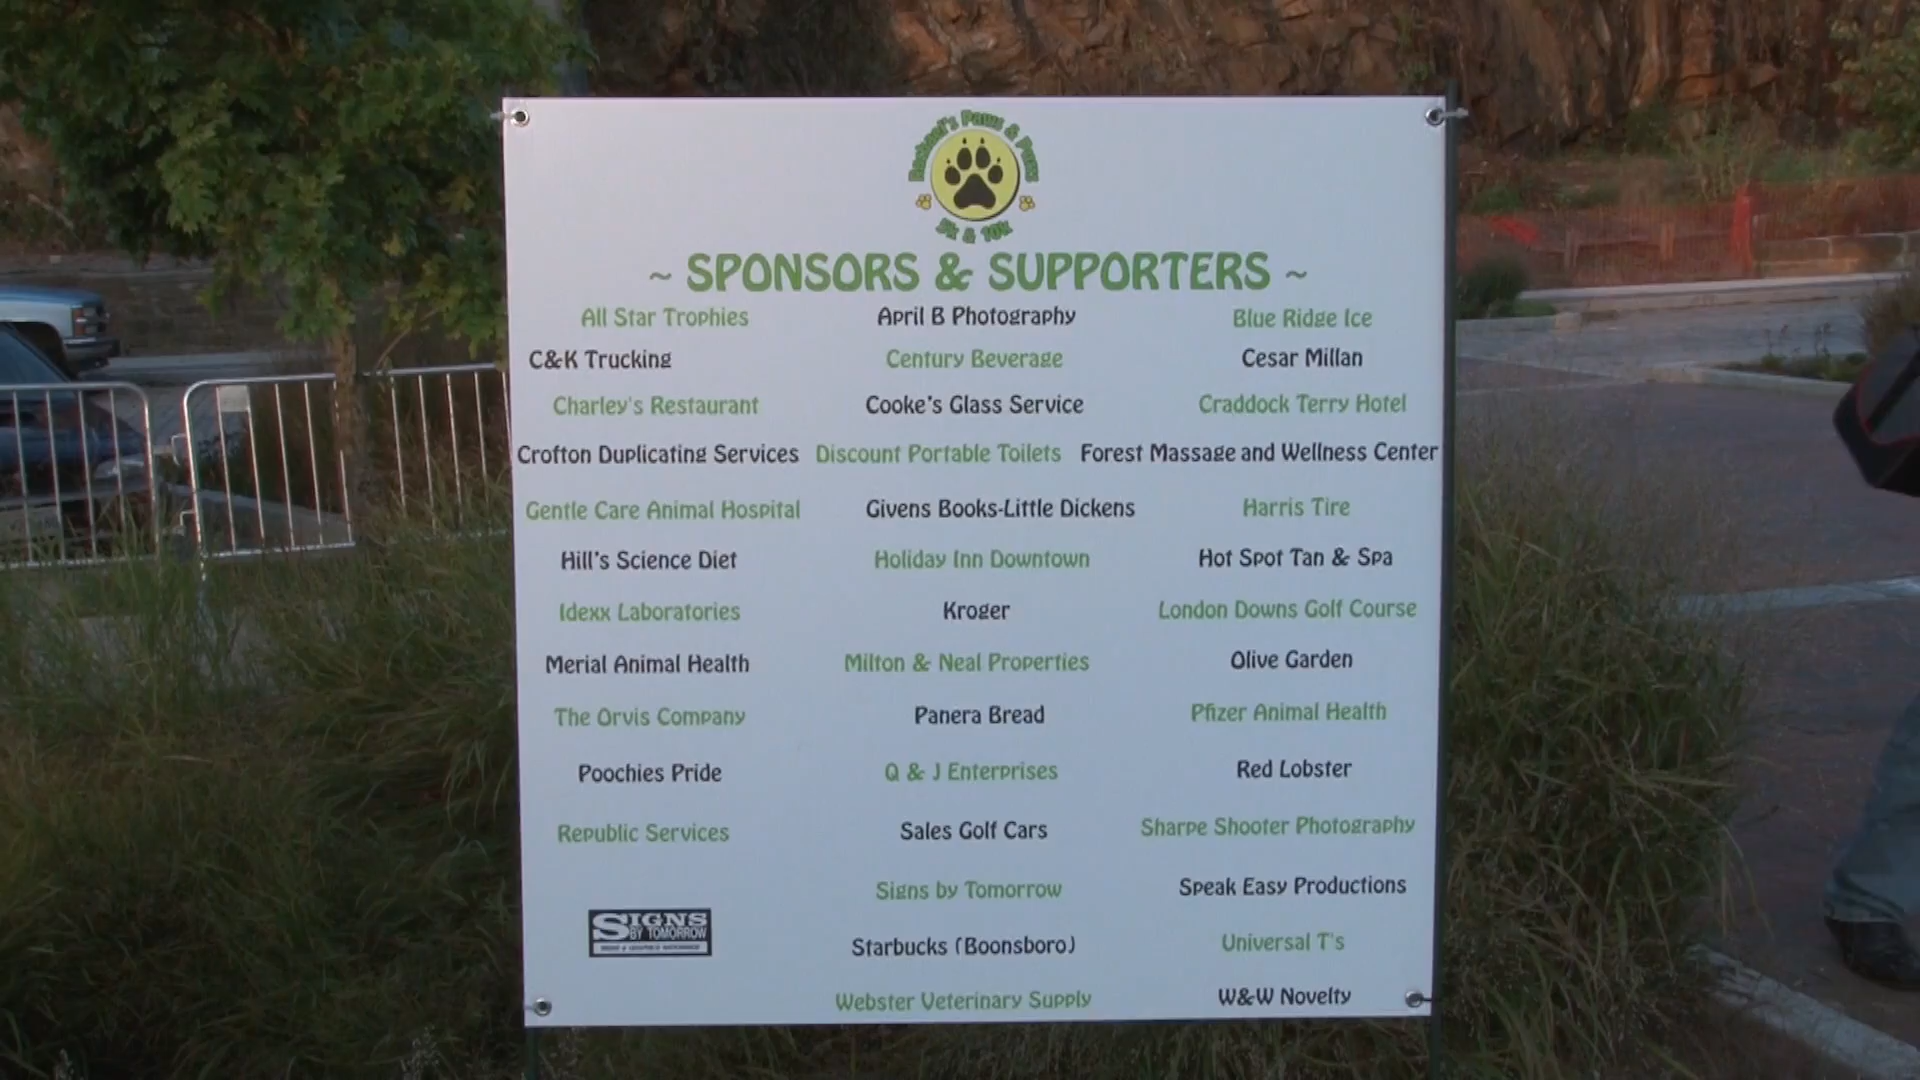 Rachael's Paws & Paws
5k & 10k
~ SPONSORS & SUPPORTERS ~
All Star Trophies April B Photography Blue Ridge Ice
C&K Trucking Century Beverage Cesar Millan
Charley's Restaurant Cooke's Glass Service Craddock Terry Hotel
Crofton Duplicating Services Discount Portable Toilets Forest Massage and Wellness Center
Gentle Care Animal Hospital Givens Books-Little Dickens Harris Tire
Hill's Science Diet Holiday Inn Downtown Hot Spot Tan & Spa
Idexx Laboratories Kroger London Downs Golf Course
Merial Animal Health Milton & Neal Properties Olive Garden
The Orvis Company Panera Bread Pfizer Animal Health
Poochies Pride Q & J Enterprises Red Lobster
Republic Services Sales Golf Cars Sharpe Shooter Photography
Signs by Tomorrow Speak Easy Productions
SIGNS
BY TOMORROW
Starbucks (Boonsboro) Universal T's
Webster Veterinary Supply W&W Novelty